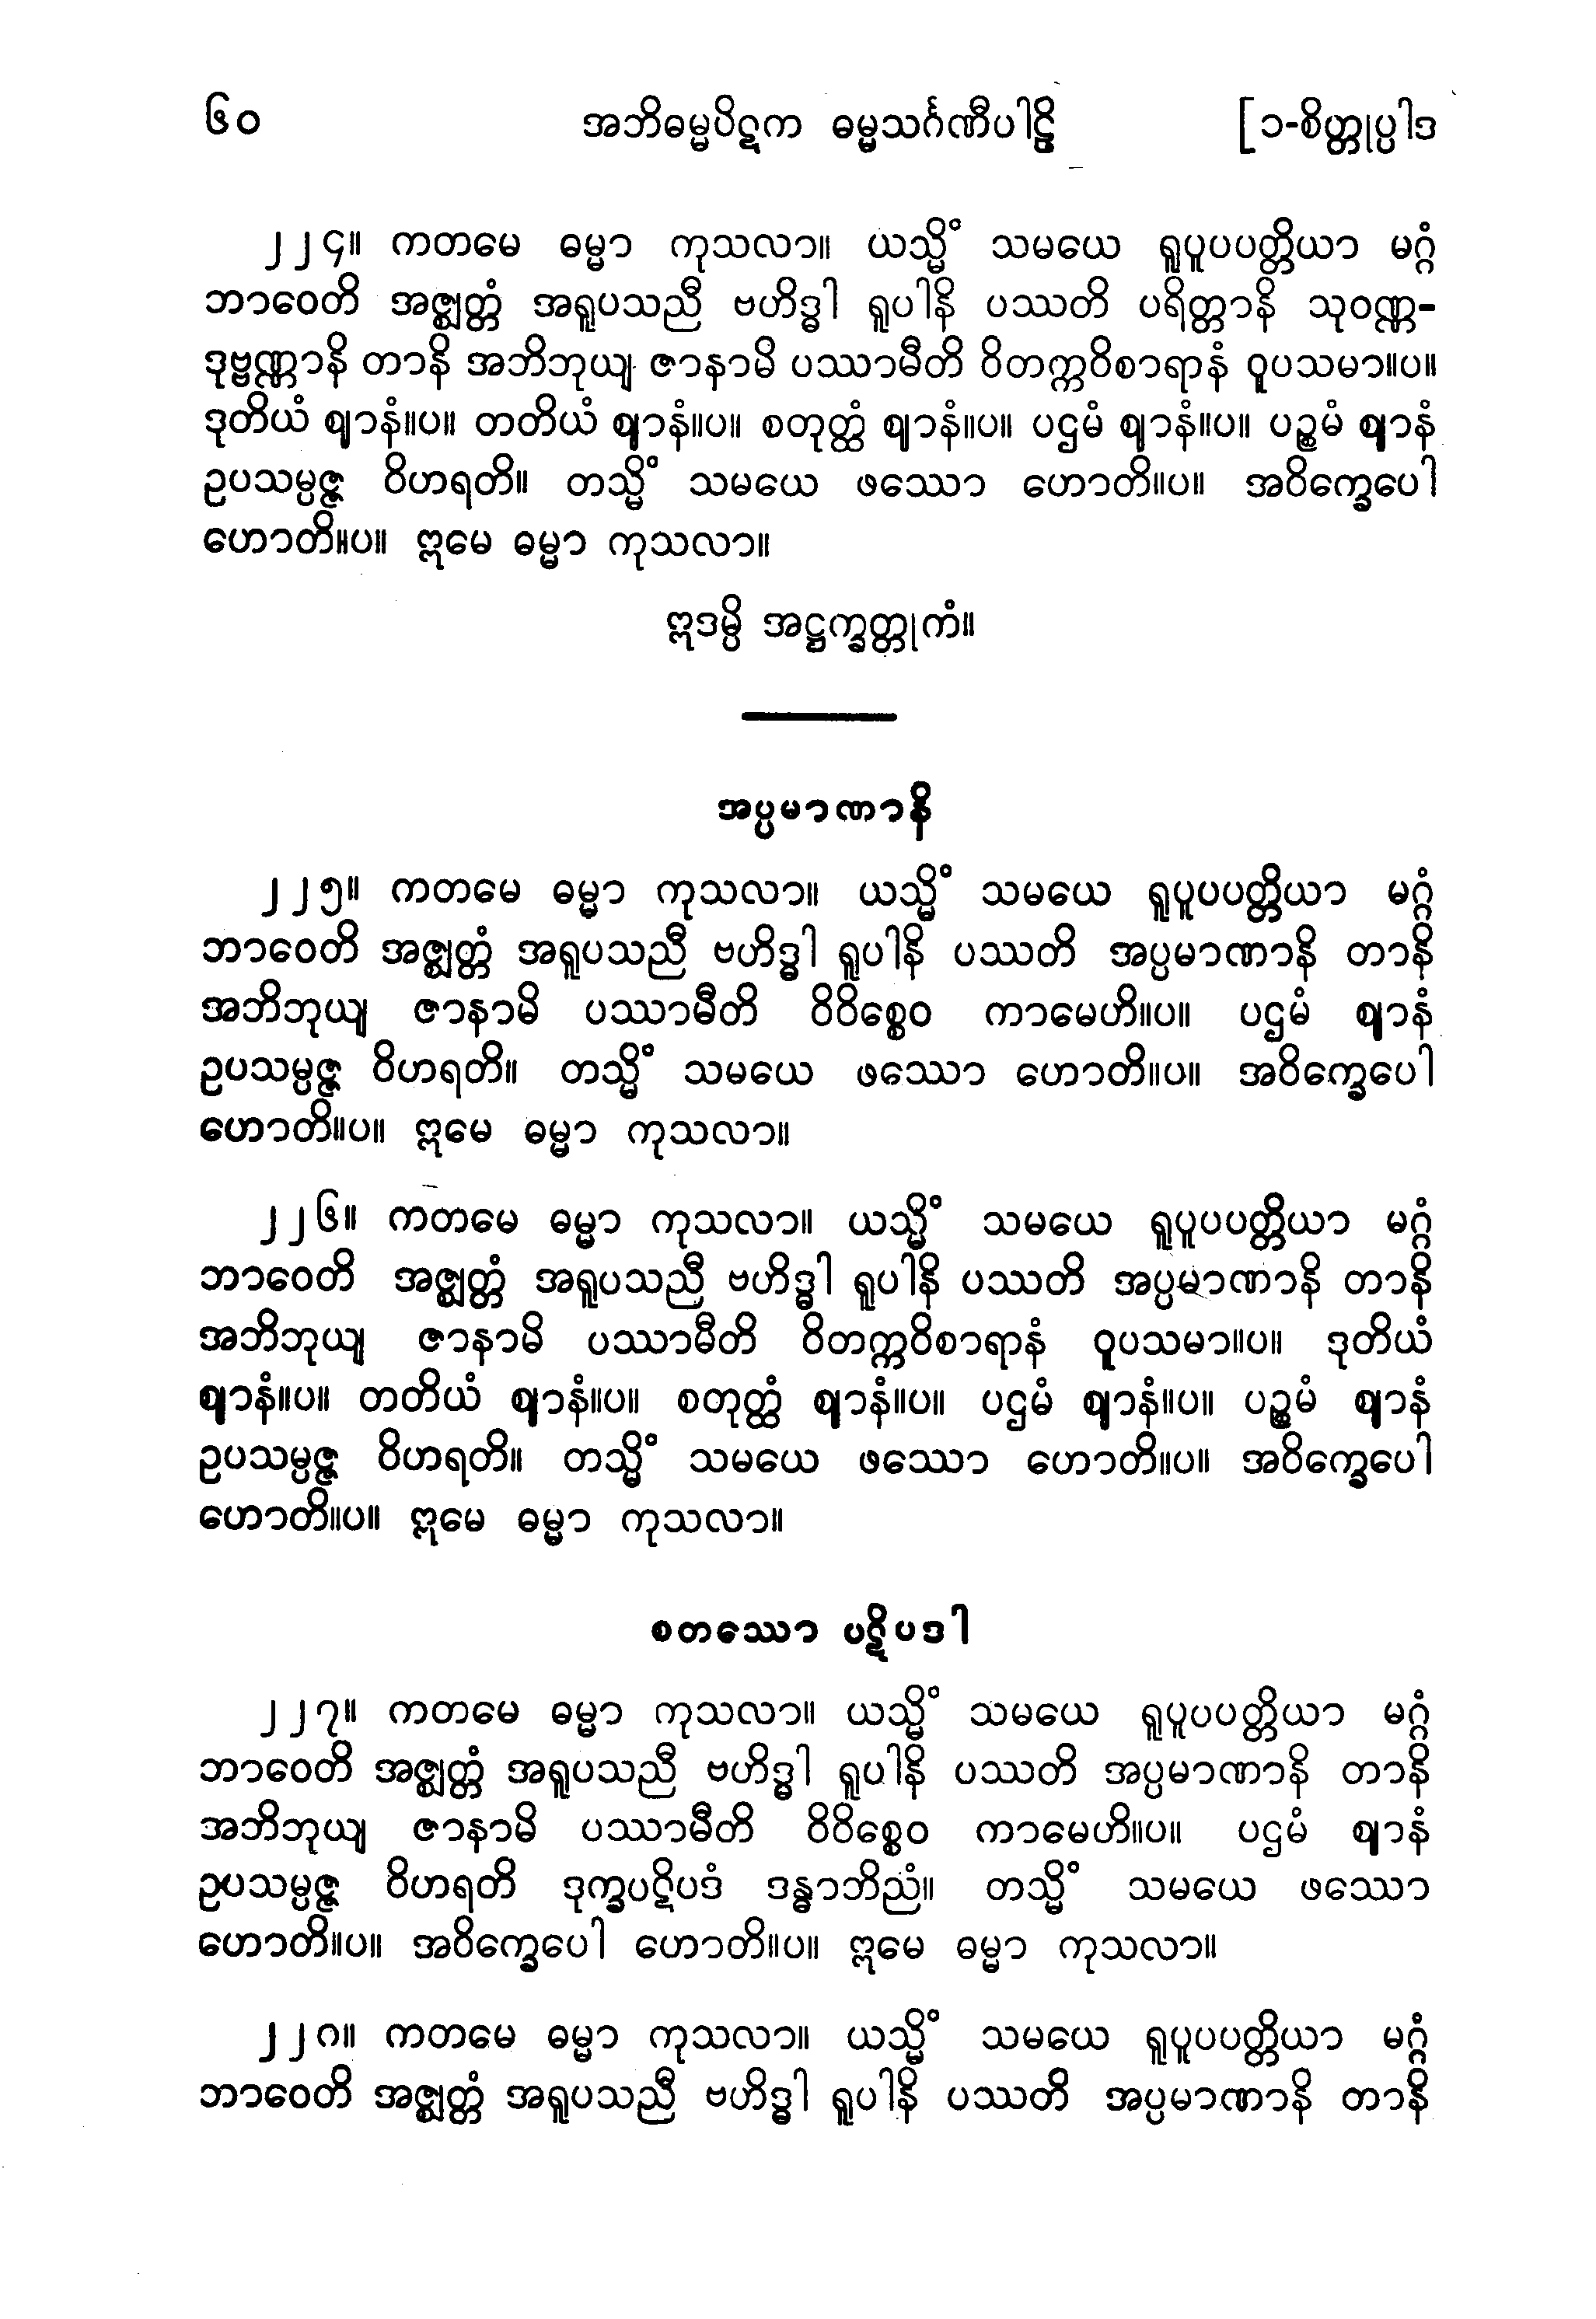 ၆၀ အဘိဓမ္မပိဋက ဓမ္မသင်္ဂဏီပါဠိ [၁-စိတ္တုပ္ပါဒ
၂၂၄။ ကတမေ ဓမ္မာ ကုသလာ။ ယသ္မိံ သမယေ ရူပူပပတ္တိယာ မဂ္ဂံ
ဘာဝေတိ အဇ္ဈတ္တံ အရူပသညီ ဗဟိဒ္ဓါ ရူပါနိ ပဿတိ ပရိတ္တာနိ သုဝဏ္ဏ-
ဒုဗ္ဗဏ္ဏာနိ တာနိ အဘိဘုယျ ဇာနာမိ ပဿာမီတိ ဝိတက္ကဝိစာရာနံ ဝူပသမာ။ပ။
ဒုတိယံ ဈာနံ။ပ။ တတိယံ ဈာနံ။ပ။ စတုတ္ထံ ဈာနံ။ပ။ ပဌမံ ဈာနံ။ပ။ ပဉ္စမံ ဈာနံ
ဥပသမ္ပဇ္ဇ ဝိဟရတိ။ တသ္မိံ သမယေ ဖဿော ဟောတိ။ပ။ အဝိက္ခေပေါ
ဟောတိ။ပ။ ဣမေ ဓမ္မာ ကုသလာ။
ဣဒမ္ပိ အဋ္ဌက္ခတ္တုကံ။
အပ္ပမာဏာနိ
၂၂၅။ ကတမေ ဓမ္မာ ကုသလာ။ ယသ္မိံ သမယေ ရူပူပပတ္တိယာ မဂ္ဂံ
ဘာဝေတိ အဇ္ဈတ္တံ အရူပသညီ ဗဟိဒ္ဓါ ရူပါနိ ပဿတိ အပ္ပမာဏာနိ တာနိ
အဘိဘုယျ ဇာနာမိ ပဿာမီတိ ဝိဝိစ္စေဝ ကာမေဟိ။ပ။ ပဌမံ ဈာနံ
ဥပသမ္ပဇ္ဇ ဝိဟရတိ။ တသ္မိံ သမယေ ဖဿော ဟောတိ။ပ။ အဝိက္ခေပေါ
ဟောတိ။ပ။ ဣမေ ဓမ္မာ ကုသလာ။
၂၂၆။ ကတမေ ဓမ္မာ ကုသလာ။ ယသ္မိံ သမယေ ရူပူပပတ္တိယာ မဂ္ဂံ
ဘာဝေတိ အဇ္ဈတ္တံ အရူပသညီ ဗဟိဒ္ဓါ ရူပါနိ ပဿတိ အပ္ပမာဏာနိ တာနိ
အဘိဘုယျ ဇာနာမိ ပဿာမီတိ ဝိတက္ကဝိစာရာနံ ဝူပသမာ။ပ။ ဒုတိယံ
ဈာနံ။ပ။ တတိယံ ဈာနံ။ပ။ စတုတ္ထံ ဈာနံ။ပ။ ပဌမံ ဈာနံ။ပ။ ပဉ္စမံ ဈာနံ
ဥပသမ္ပဇ္ဇ ဝိဟရတိ။ တသ္မိံ သမယေ ဖဿော ဟောတိ။ပ။ အဝိက္ခေပေါ
ဟောတိ။ပ။ ဣမေ ဓမ္မာ ကုသလာ။
စတဿော ပဋိပဒါ
၂၂၇။ ကတမေ ဓမ္မာ ကုသလာ။ ယသ္မိံ သမယေ ရူပူပပတ္တိယာ မဂ္ဂံ
ဘာဝေတိ အဇ္ဈတ္တံ အရူပသညီ ဗဟိဒ္ဓါ ရူပါနိ ပဿတိ အပ္ပမာဏာနိ တာနိ
အဘိဘုယျ ဇာနာမိ ပဿာမီတိ ဝိဝိစ္စေဝ ကာမေဟိ။ပ။ ပဌမံ ဈာနံ
ဥပသမ္ပဇ္ဇ ဝိဟရတိ ဒုက္ခပဋိပဒံ ဒန္ဓာဘိညံ။ တသ္မိံ သမယေ ဖဿော
ဟောတိ။ပ။ အဝိက္ခေပေါ ဟောတိ။ပ။ ဣမေ ဓမ္မာ ကုသလာ။
၂၂၈။ ကတမေ ဓမ္မာ ကုသလာ။ ယသ္မိံ သမယေ ရူပူပပတ္တိယာ မဂ္ဂံ
ဘာဝေတိ အဇ္ဈတ္တံ အရူပသညီ ဗဟိဒ္ဓါ ရူပါနိ ပဿတိ အပ္ပမာဏာနိ တာနိ